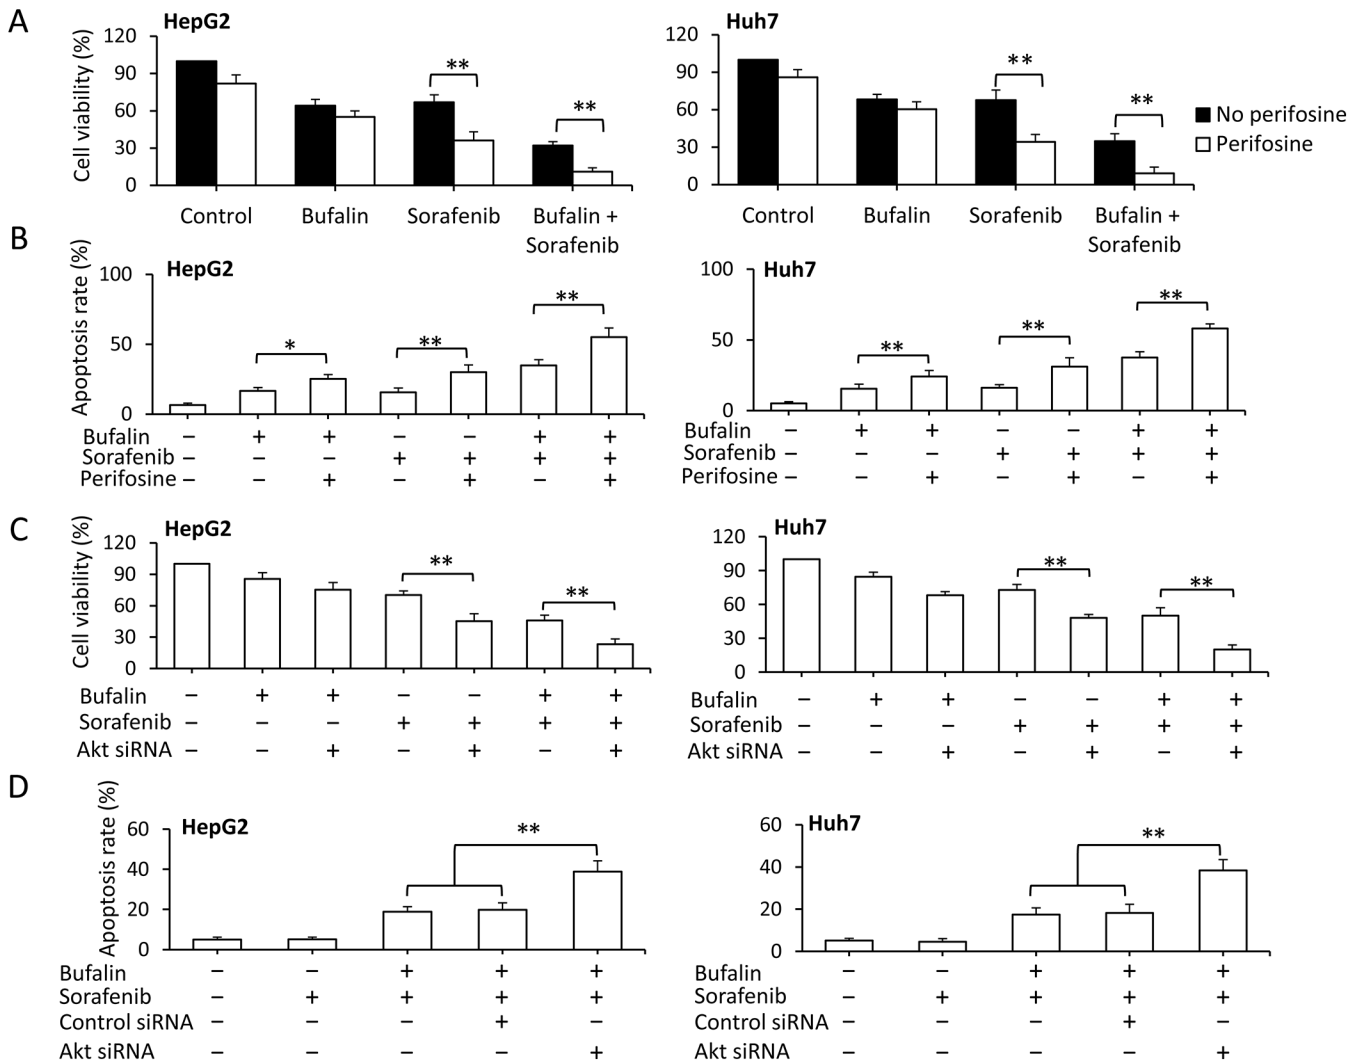 A
HepG2
Cell viability (%)
120
90
60
30
0
Control
Bufalin
Sorafenib
Bufalin +
Sorafenib
**
**
Huh7
120
90
60
30
0
Control
Bufalin
Sorafenib
Bufalin +
Sorafenib
**
**
No perifosine
Perifosine
B
HepG2
Apoptosis rate (%)
100
50
0
* ** **
Bufalin – + + – – + +
Sorafenib – – – + + + +
Perifosine – – + – + – +
Huh7
100
50
0
** ** **
Bufalin – + + – – + +
Sorafenib – – – + + + +
Perifosine – – + – + – +
C
HepG2
Cell viability (%)
120
90
60
30
0
** **
Bufalin – + + – – + +
Sorafenib – – – + + + +
Akt siRNA – – + – + – +
Huh7
120
90
60
30
0
** **
Bufalin – + + – – + +
Sorafenib – – – + + + +
Akt siRNA – – + – + – +
D
HepG2
Apoptosis rate (%)
60
40
20
0
**
Bufalin – – + + +
Sorafenib – + + + +
Control siRNA – – – + –
Akt siRNA – – – – +
Huh7
60
40
20
0
**
Bufalin – – + + +
Sorafenib – + + + +
Control siRNA – – – + –
Akt siRNA – – – – +